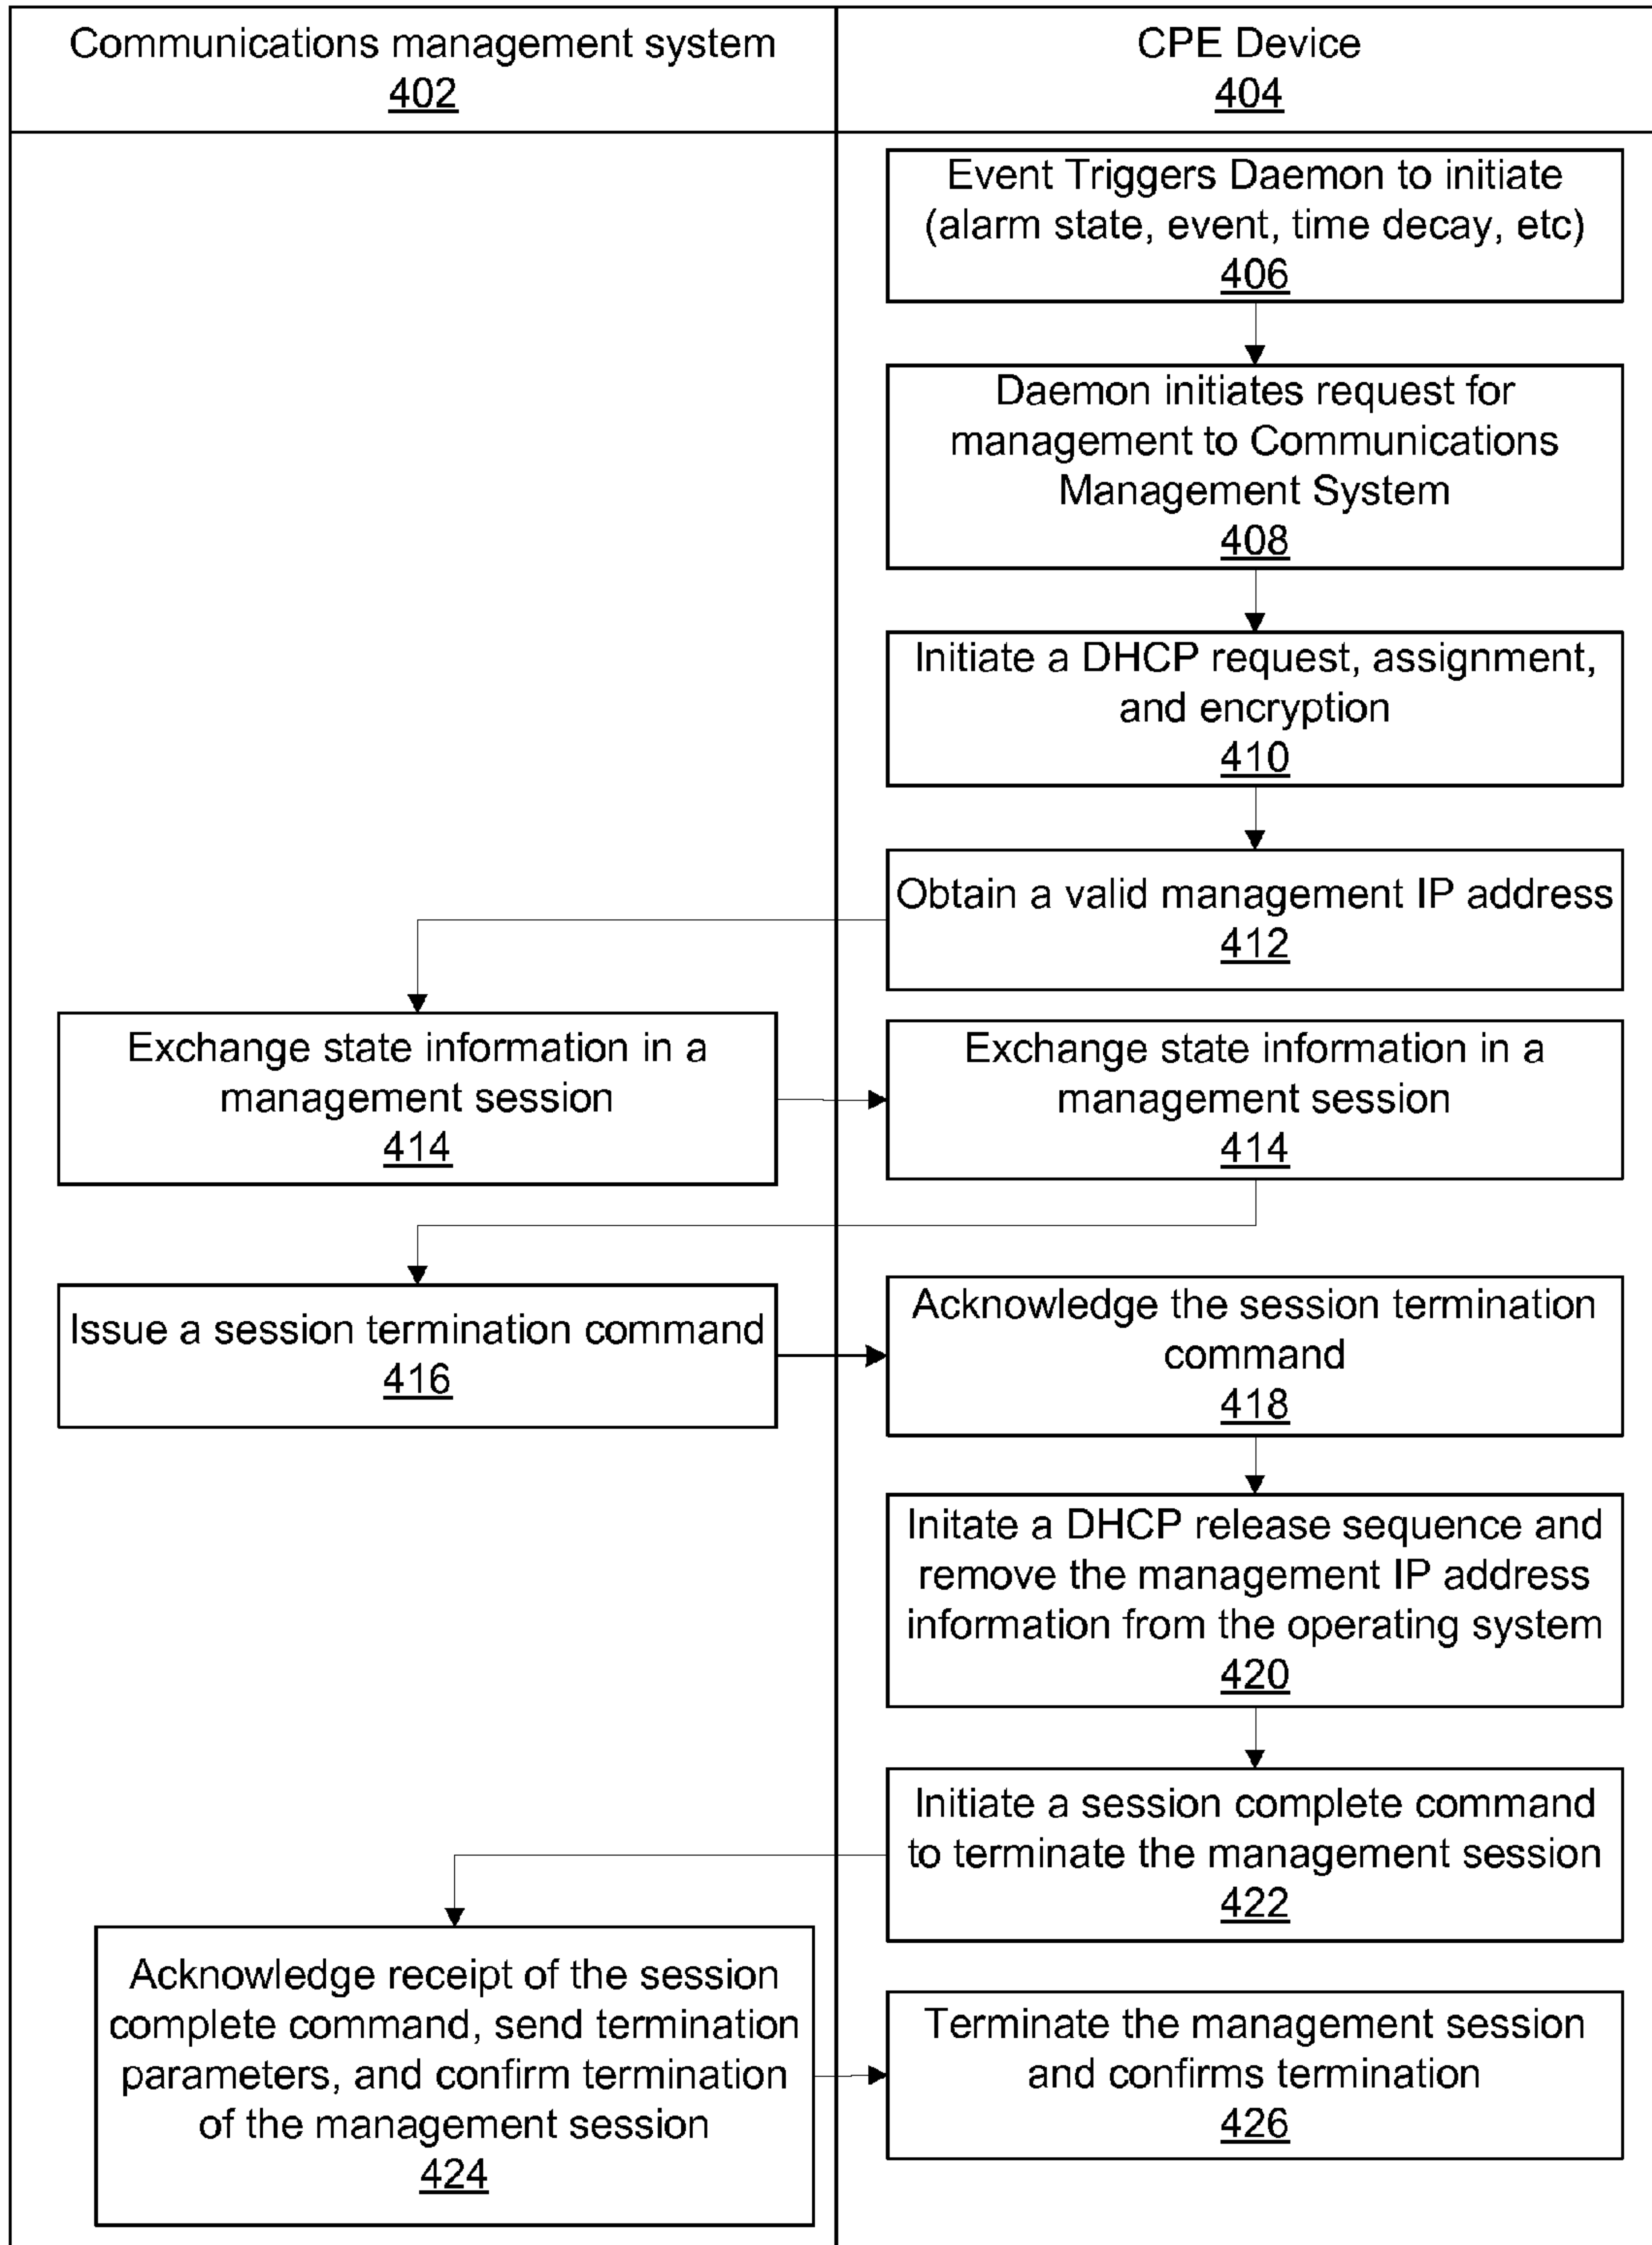 Communications management system
402
CPE Device
404
Event Triggers Daemon to initiate
(alarm state, event, time decay, etc)
406
Daemon initiates request for
management to Communications
Management System
408
Initiate a DHCP request, assignment,
and encryption
410
Obtain a valid management IP address
412
Exchange state information in a
management session
414
Exchange state information in a
management session
414
Issue a session termination command
416
Acknowledge the session termination
command
418
Initate a DHCP release sequence and
remove the management IP address
information from the operating system
420
Initiate a session complete command
to terminate the management session
422
Acknowledge receipt of the session
complete command, send termination
parameters, and confirm termination
of the management session
424
Terminate the management session
and confirms termination
426